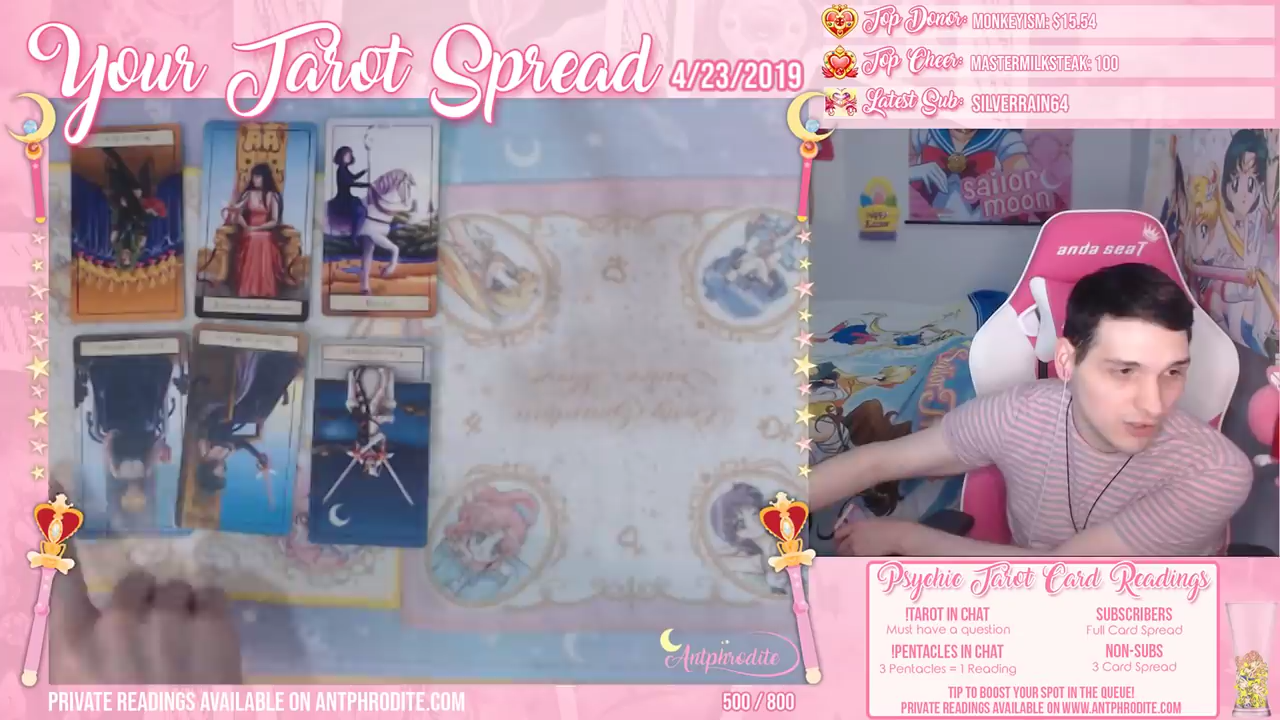 Your Tarot Spread 4/23/2019
Top Donor: MONKEYISM: $15.54
Top Cheer: MASTERMILKSTEAK: 100
Latest Sub: SILVERRAIN64
sailor
moon
anda seaT
Antphrodite
PRIVATE READINGS AVAILABLE ON ANTPHRODITE.COM
500 / 800
Psychic Tarot Card Readings
!TAROT IN CHAT
Must have a question
SUBSCRIBERS
Full Card Spread
!PENTACLES IN CHAT
3 Pentacles = 1 Reading
NON-SUBS
3 Card Spread
TIP TO BOOST YOUR SPOT IN THE QUEUE!
PRIVATE READINGS AVAILABLE ON WWW.ANTPHRODITE.COM